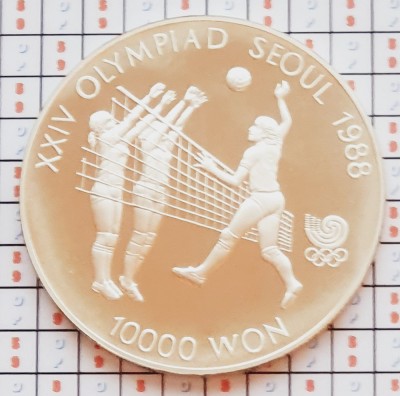 XXIV OLYMPIAD SEOUL 1988
10000 WON